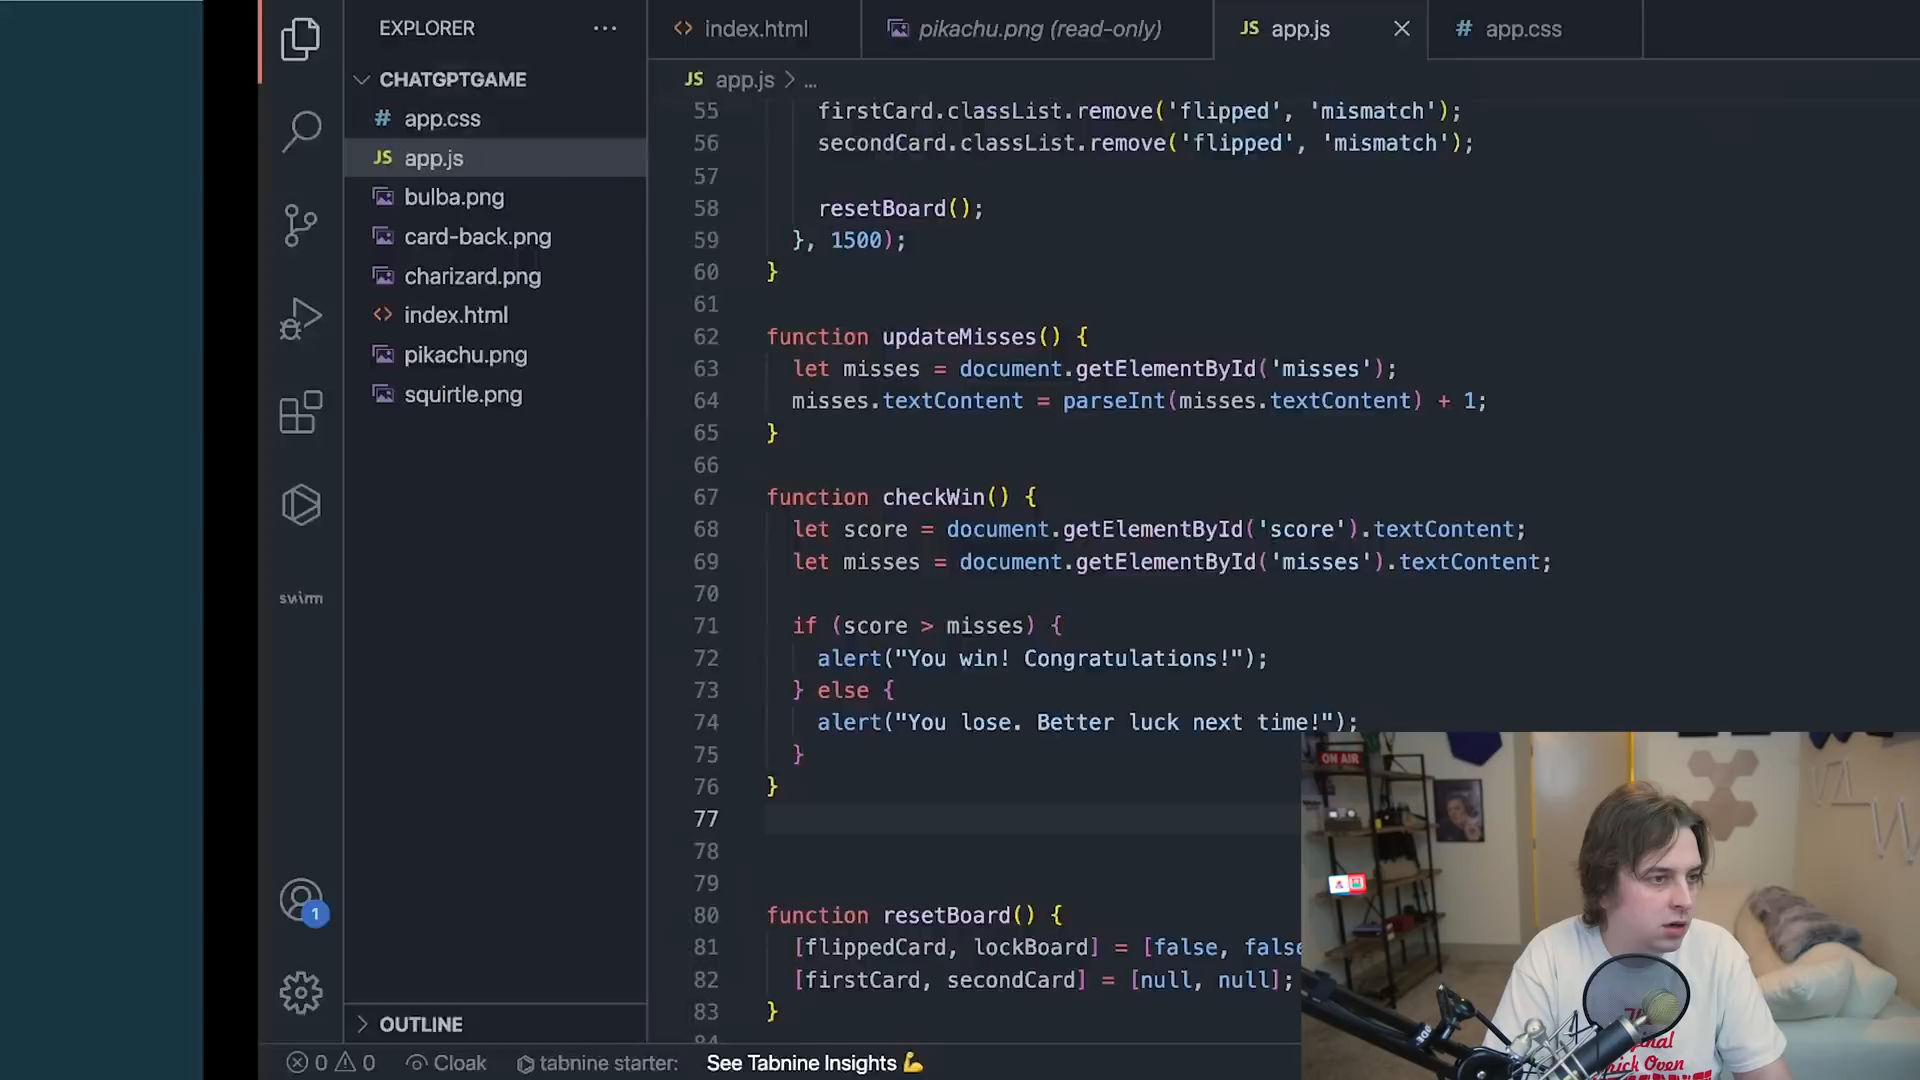 EXPLORER
CHATGPTGAME
app.css
app.js
bulba.png
card-back.png
charizard.png
index.html
pikachu.png
squirtle.png
swimm
1
OUTLINE
index.html
pikachu.png (read-only)
JS app.js
# app.css
JS app.js > ...
55 firstCard.classList.remove('flipped', 'mismatch');
56 secondCard.classList.remove('flipped', 'mismatch');
57
58 resetBoard();
59 }, 1500);
60 }
61
62 function updateMisses() {
63 let misses = document.getElementById('misses');
64 misses.textContent = parseInt(misses.textContent) + 1;
65 }
66
67 function checkWin() {
68 let score = document.getElementById('score').textContent;
69 let misses = document.getElementById('misses').textContent;
70
71 if (score > misses) {
72 alert("You win! Congratulations!");
73 } else {
74 alert("You lose. Better luck next time!");
75 }
76 }
77
78
79
80 function resetBoard() {
81 [flippedCard, lockBoard] = [false, false
82 [firstCard, secondCard] = [null, null];
83 }
0 0 Cloak tabnine starter: See Tabnine Insights 💪
ON AIR